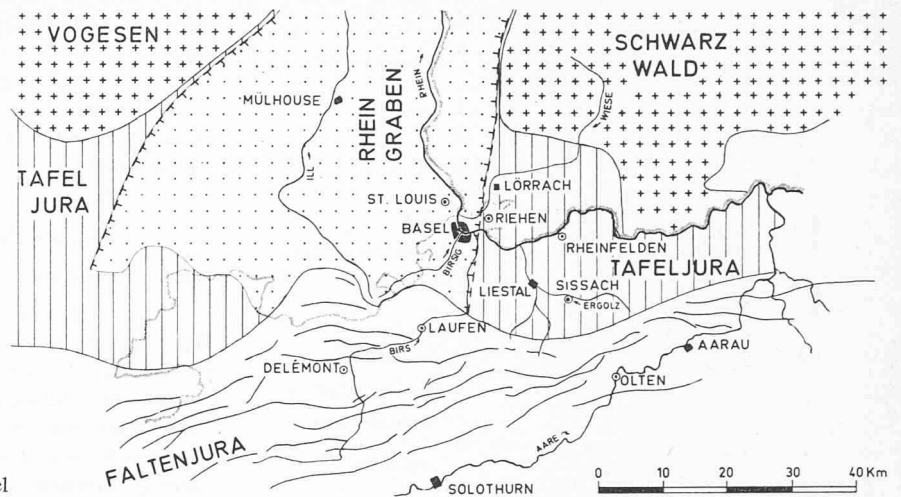 VOGESEN
SCHWARZ
WALD
MÜLHOUSE
RHEIN
GRABEN
RHEIN
WIESE
TAFEL
JURA
ILL
ST. LOUIS
LÖRRACH
RIEHEN
BASEL
BIRSIG
RHEINFELDEN
TAFELJURA
LIESTAL
SISSACH
ERGOLZ
LAUFEN
BIRS
AARAU
DELÉMONT
OLTEN
FALTENJURA
AARE
el
SOLOTHURN
0 10 20 30 40 Km